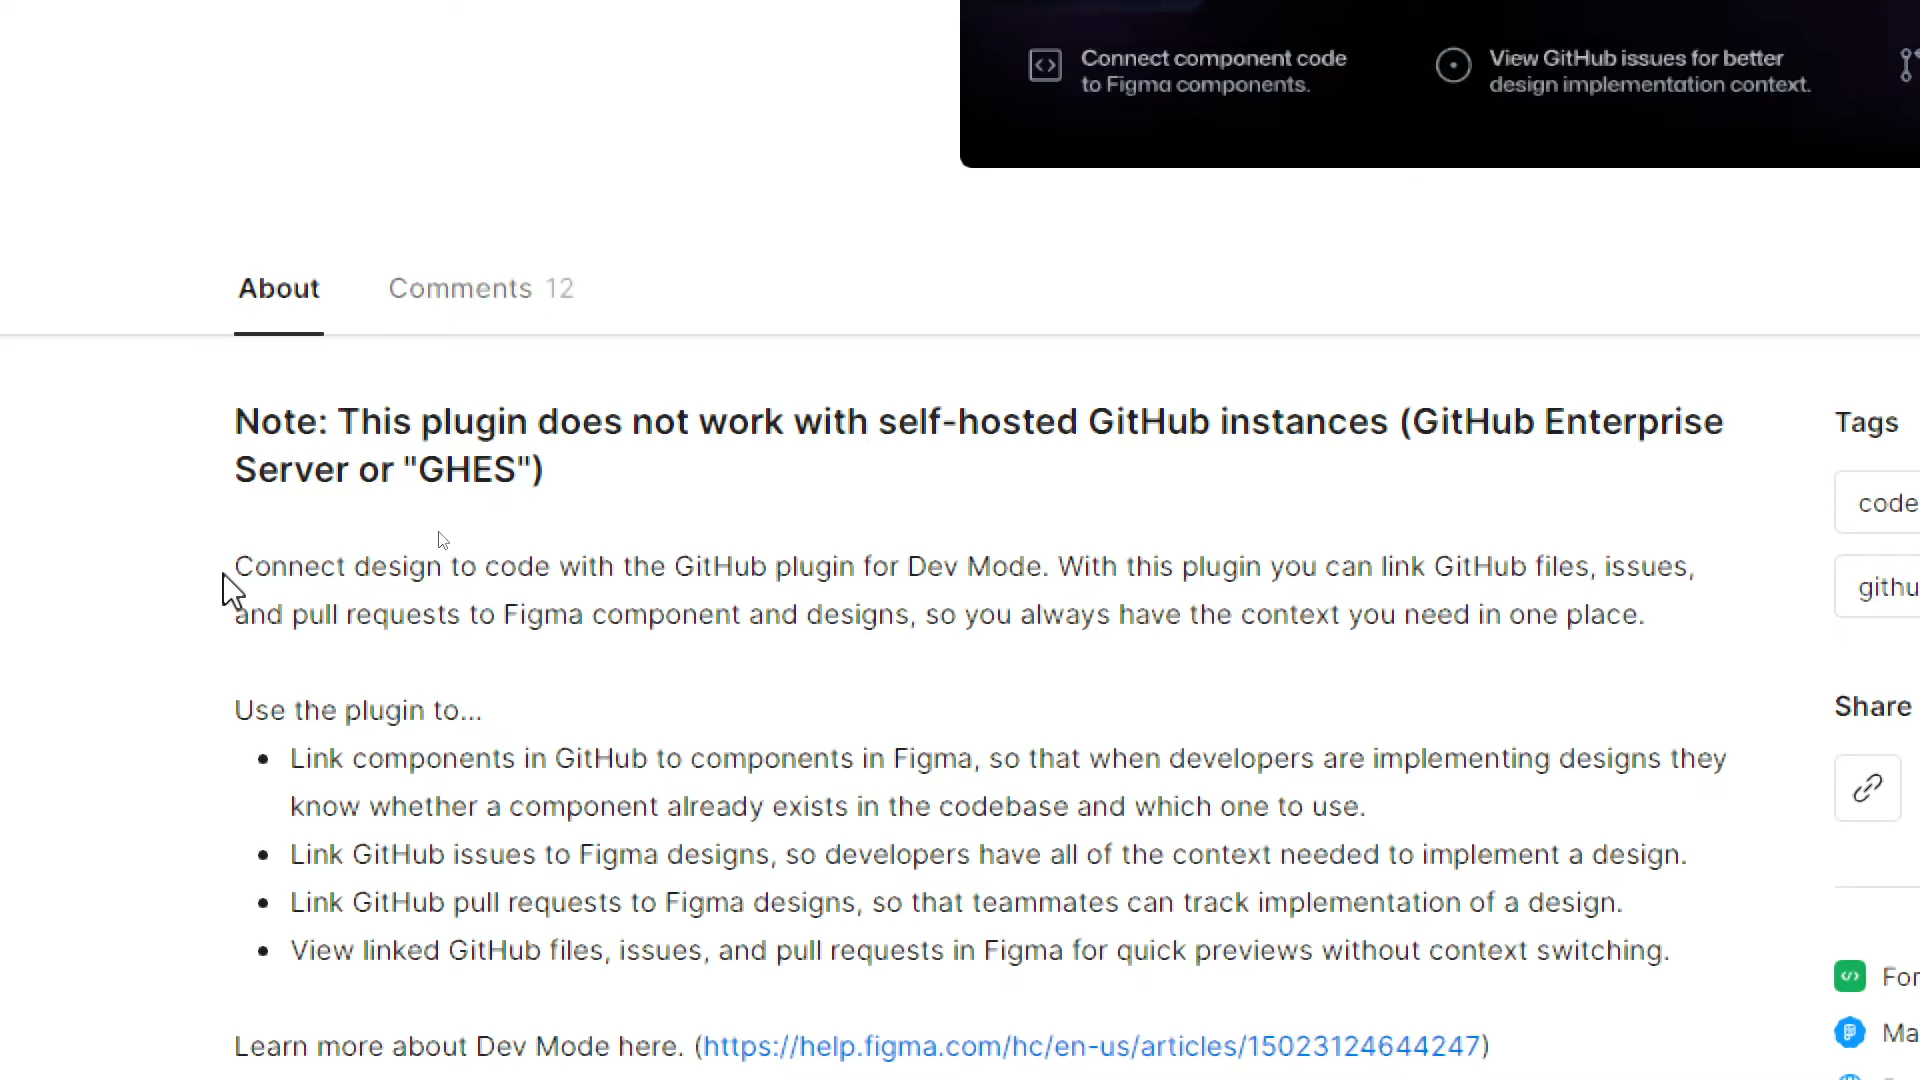 Connect component code
to Figma components.
View GitHub issues for better
design implementation context.
About
Comments 12
Note: This plugin does not work with self-hosted GitHub instances (GitHub Enterprise
Server or "GHES")
Connect design to code with the GitHub plugin for Dev Mode. With this plugin you can link GitHub files, issues,
and pull requests to Figma component and designs, so you always have the context you need in one place.
Use the plugin to...
• Link components in GitHub to components in Figma, so that when developers are implementing designs they
know whether a component already exists in the codebase and which one to use.
• Link GitHub issues to Figma designs, so developers have all of the context needed to implement a design.
• Link GitHub pull requests to Figma designs, so that teammates can track implementation of a design.
• View linked GitHub files, issues, and pull requests in Figma for quick previews without context switching.
Learn more about Dev Mode here. (https://help.figma.com/hc/en-us/articles/15023124644247)
Tags
code
githu
Share
For
Ma